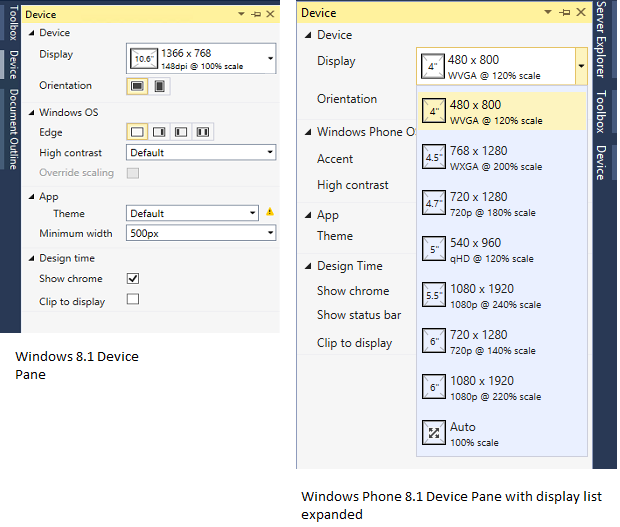 Toolbox
Device
Document Outline
Device
Device
Display
10.6"
1366 x 768
148dpi @ 100% scale
Orientation
Windows OS
Edge
High contrast
Default
Override scaling
App
Theme
Default
Minimum width
500px
Design time
Show chrome
Clip to display
Windows 8.1 Device
Pane
Device
Device
Display
4"
480 x 800
WVGA @ 120% scale
Orientation
Windows Phone O
Accent
High contrast
App
Theme
Design Time
Show chrome
Show status bar
Clip to display
4"
480 x 800
WVGA @ 120% scale
4.5"
768 x 1280
WXGA @ 200% scale
4.7"
720 x 1280
720p @ 180% scale
5"
540 x 960
qHD @ 120% scale
5.5"
1080 x 1920
1080p @ 240% scale
6"
720 x 1280
720p @ 140% scale
6"
1080 x 1920
1080p @ 220% scale
Auto
100% scale
Server Explorer
Toolbox
Device
Windows Phone 8.1 Device Pane with display list
expanded